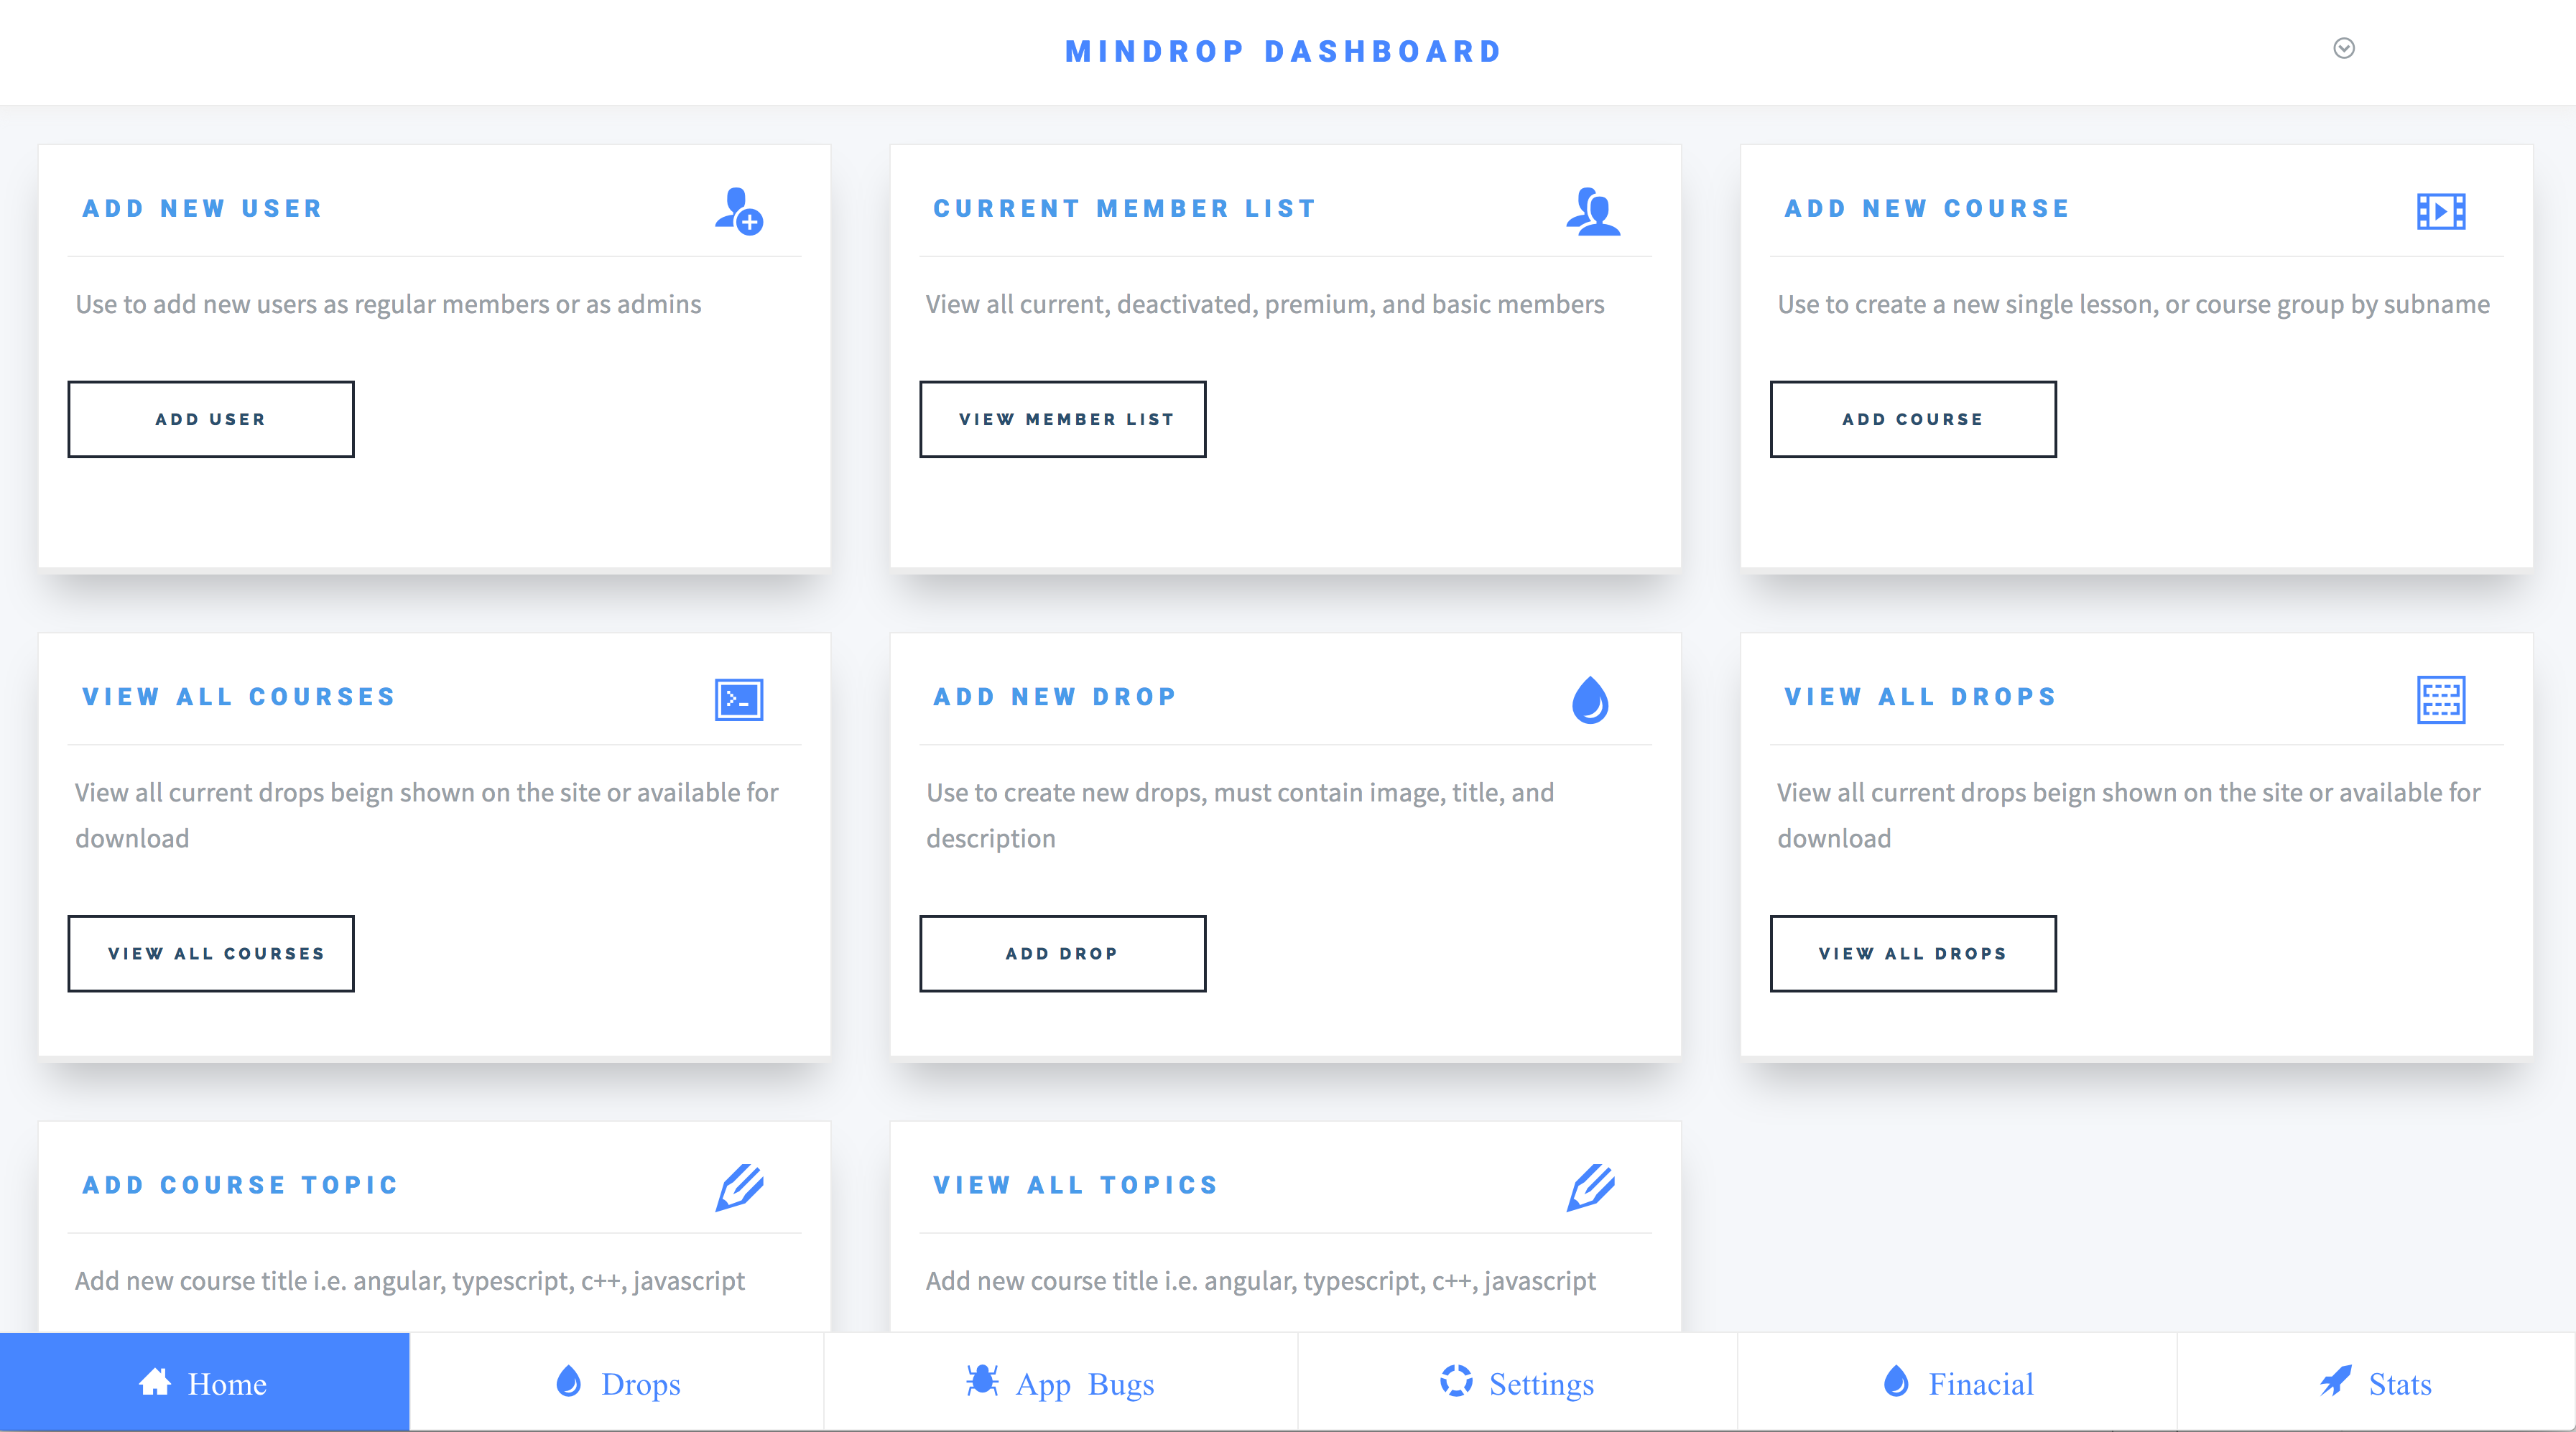 MINDROP DASHBOARD
ADD NEW USER
Use to add new users as regular members or as admins
ADD USER
CURRENT MEMBER LIST
View all current, deactivated, premium, and basic members
VIEW MEMBER LIST
ADD NEW COURSE
Use to create a new single lesson, or course group by subname
ADD COURSE
VIEW ALL COURSES
View all current drops beign shown on the site or available for
download
VIEW ALL COURSES
ADD NEW DROP
Use to create new drops, must contain image, title, and
description
ADD DROP
VIEW ALL DROPS
View all current drops beign shown on the site or available for
download
VIEW ALL DROPS
ADD COURSE TOPIC
Add new course title i.e. angular, typescript, c++, javascript
VIEW ALL TOPICS
Add new course title i.e. angular, typescript, c++, javascript
Home
Drops
App Bugs
Settings
Finacial
Stats